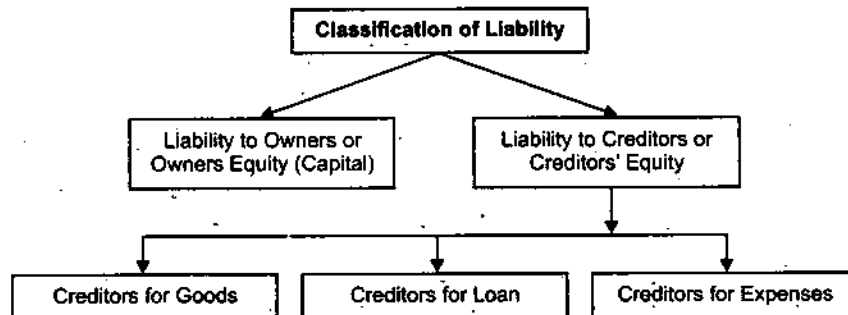 Classification of Liability
Liability to Owners or
Owners Equity (Capital)
Liability to Creditors or
Creditors' Equity
Creditors for Goods
Creditors for Loan
Creditors for Expenses